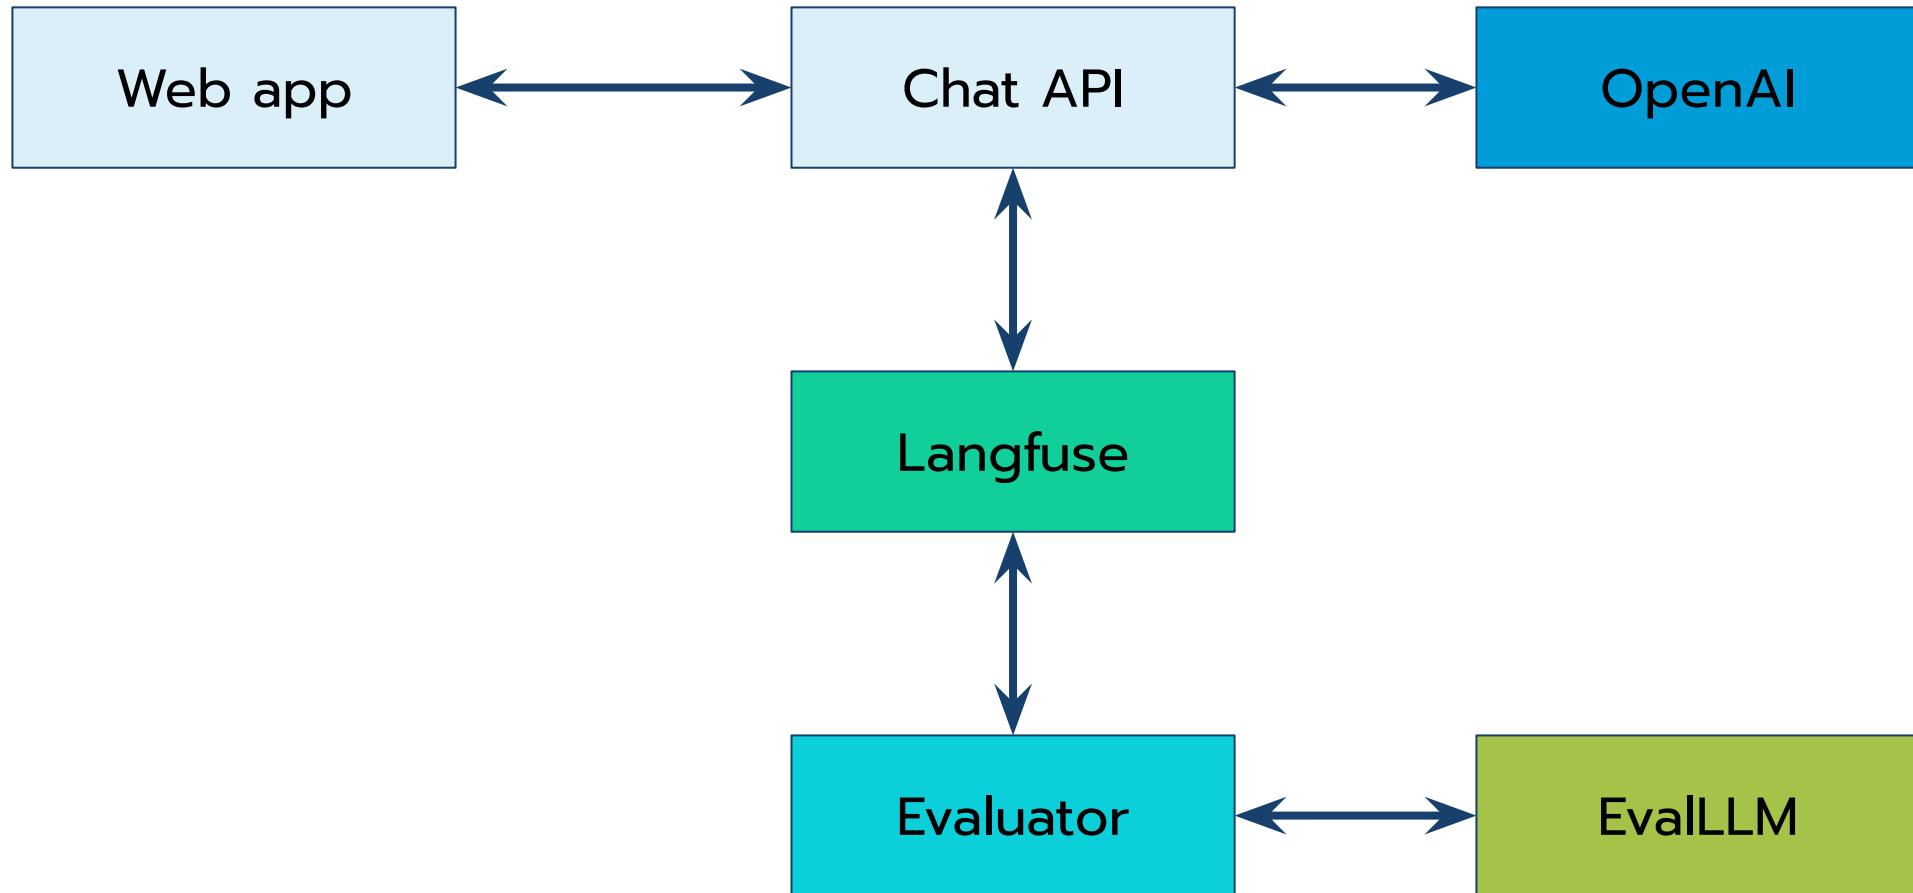 Web app
Chat API
OpenAI
Langfuse
Evaluator
EvalLLM